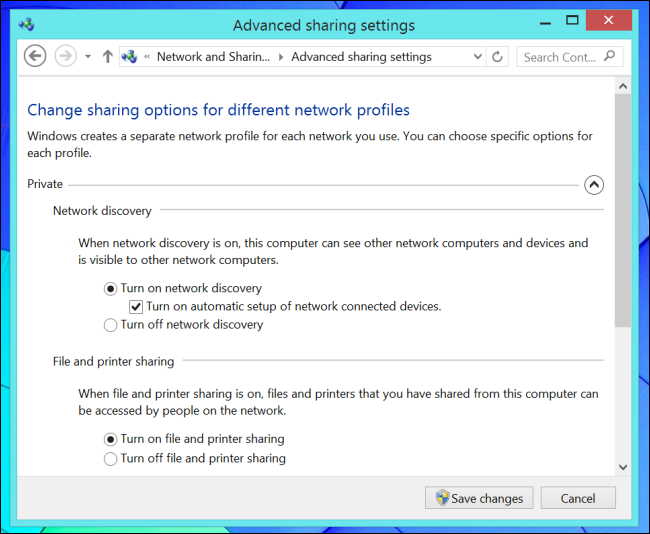 Advanced sharing settings
« Network and Sharin... Advanced sharing settings Search Cont...
Change sharing options for different network profiles
Windows creates a separate network profile for each network you use. You can choose specific options for
each profile.
Private
Network discovery
When network discovery is on, this computer can see other network computers and devices and
is visible to other network computers.
Turn on network discovery
Turn on automatic setup of network connected devices.
Turn off network discovery
File and printer sharing
When file and printer sharing is on, files and printers that you have shared from this computer can
be accessed by people on the network.
Turn on file and printer sharing
Turn off file and printer sharing
Save changes Cancel